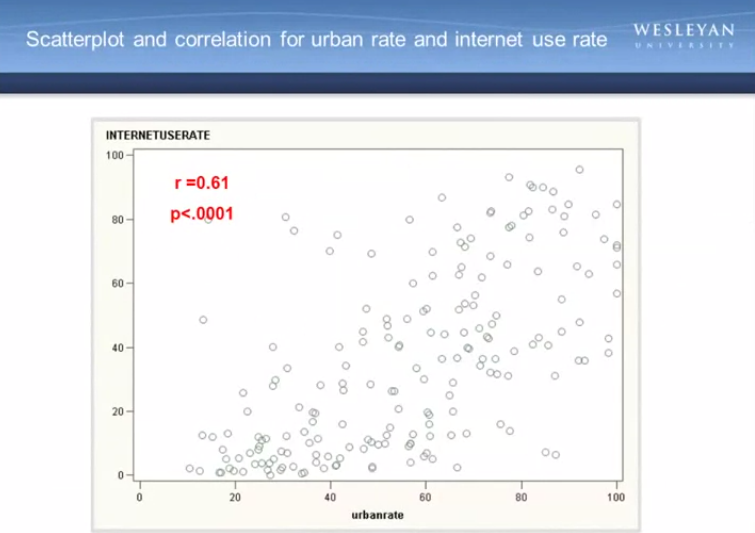 Scatterplot and correlation for urban rate and internet use rate
WESLEYAN
UNIVERSITY
INTERNETUSERATE
r =0.61
p<.0001
100
80
60
40
20
0
0 20 40 60 80 100
urbanrate